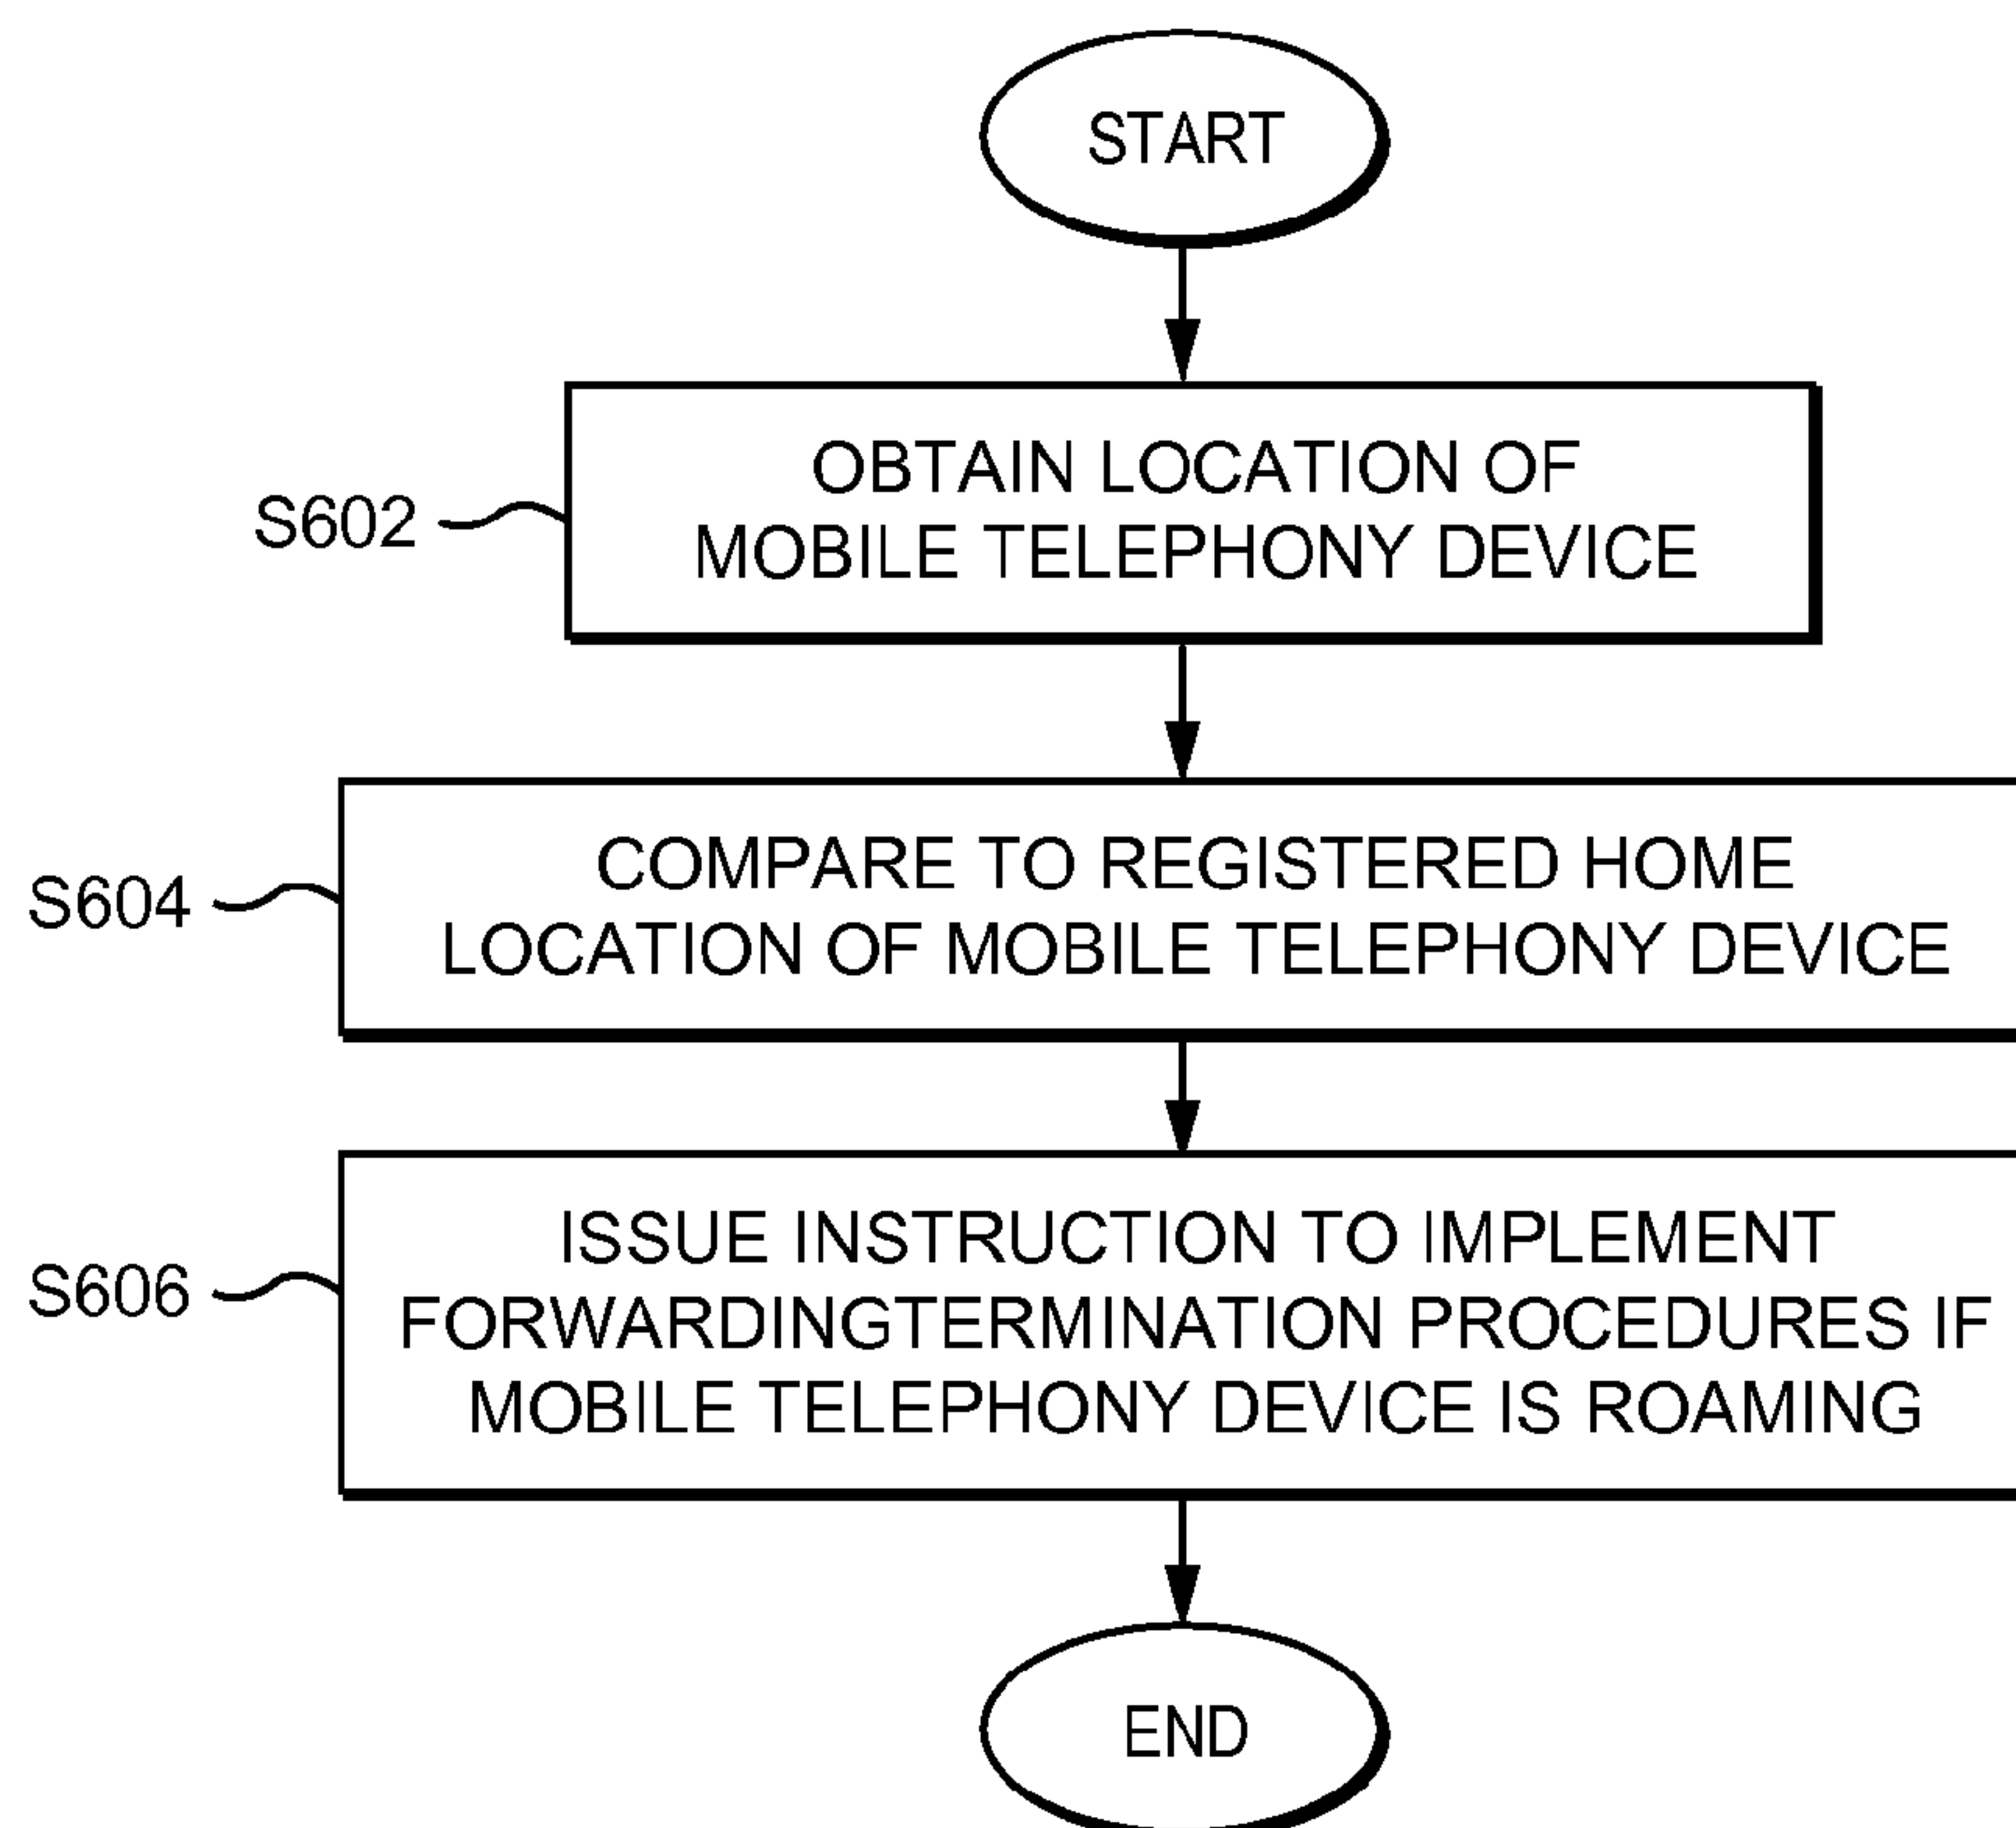 START
OBTAIN LOCATION OF
MOBILE TELEPHONY DEVICE
S602
COMPARE TO REGISTERED HOME
LOCATION OF MOBILE TELEPHONY DEVICE
S604
ISSUE INSTRUCTION TO IMPLEMENT
FORWARDINGTERMINATION PROCEDURES IF
MOBILE TELEPHONY DEVICE IS ROAMING
S606
END